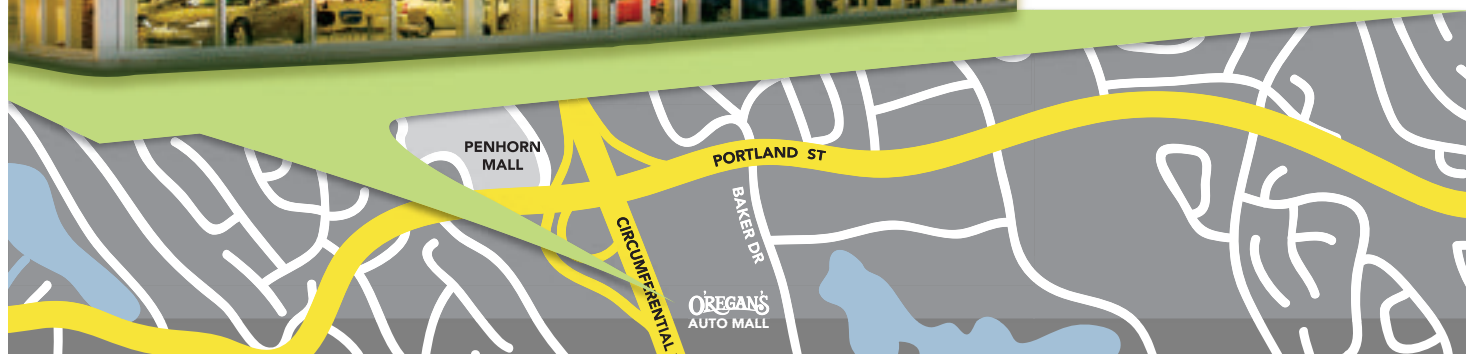 PENHORN
MALL
PORTLAND ST
BAKER DR
CIRCUMFERENTIAL
O'REGAN'S
AUTO MALL